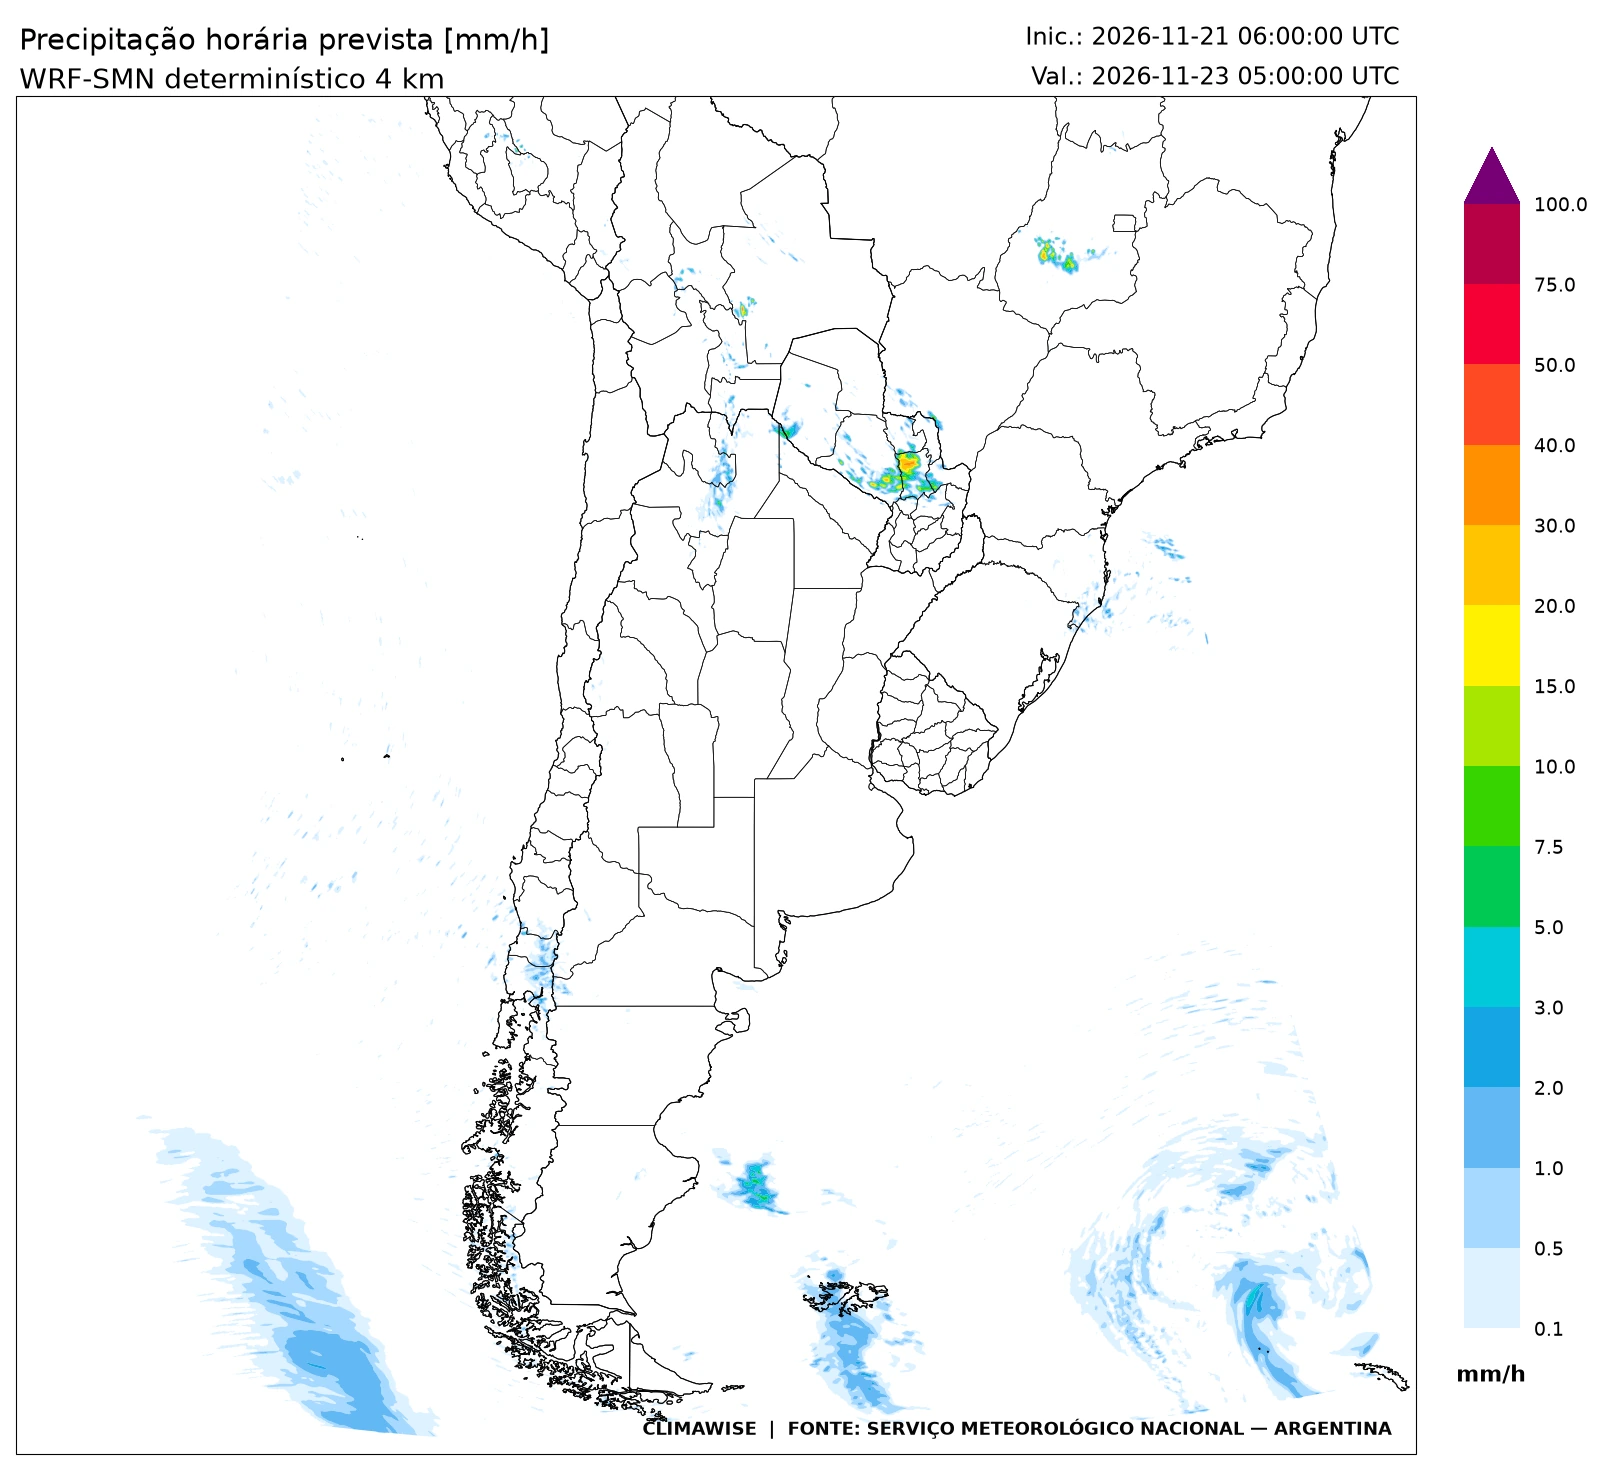 Precipitação horária prevista [mm/h]
Inic.: 2026-11-21 06:00:00 UTC
WRF-SMN determinístico 4 km
Val.: 2026-11-23 05:00:00 UTC
100.0
75.0
50.0
40.0
30.0
20.0
15.0
10.0
7.5
5.0
3.0
2.0
1.0
0.5
0.1
mm/h
CLIMAWISE | FONTE: SERVIÇO METEOROLÓGICO NACIONAL — ARGENTINA